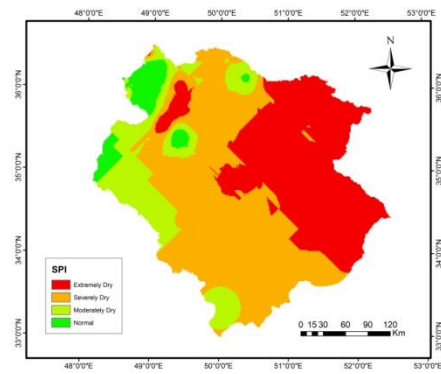 48°0'0"E 49°0'0"E 50°0'0"E 51°0'0"E 52°0'0"E 53°0'0"E
N
36°0'0"N 36°0'0"N
35°0'0"N 35°0'0"N
34°0'0"N 34°0'0"N
33°0'0"N 33°0'0"N
SPI
Extremely Dry
Severely Dry
Moderately Dry
Normal
0 15 30 60 90 120
Km
48°0'0"E 49°0'0"E 50°0'0"E 51°0'0"E 52°0'0"E 53°0'0"E